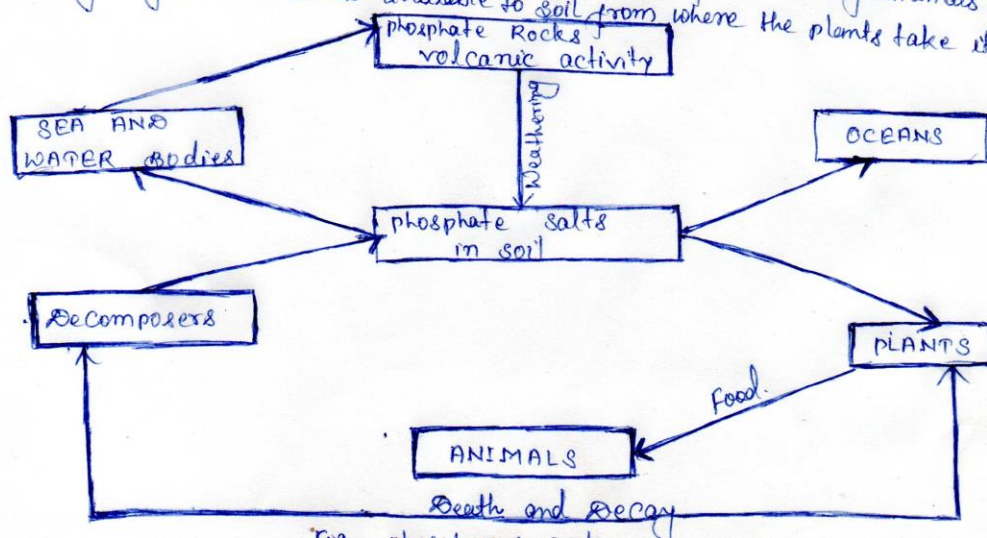 available to soil from where the plants take it
phosphate Rocks
volcanic activity
Weathering
SEA AND
WATER Bodies
OCEANS
phosphate salts
in soil
Decomposers
PLANTS
Food.
ANIMALS
Death and Decay